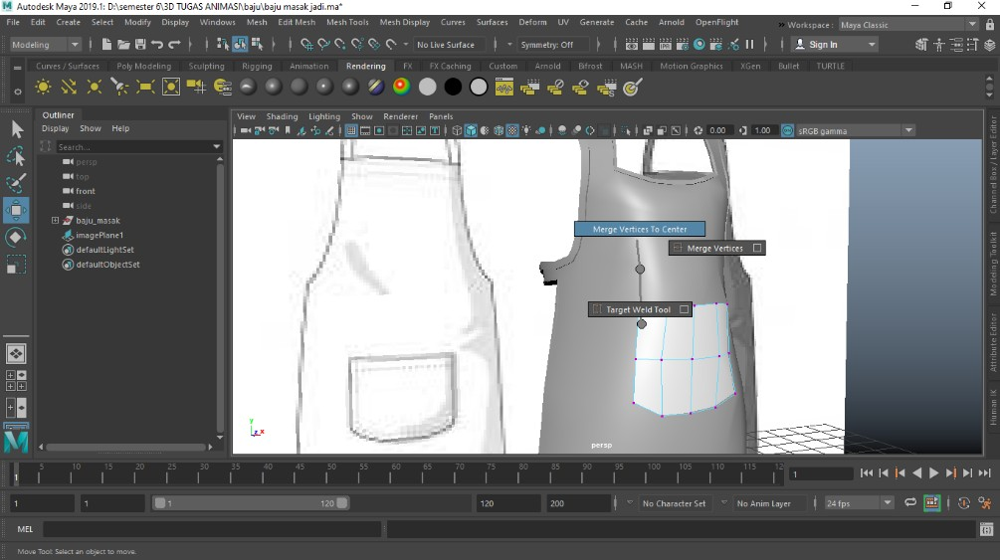 Autodesk Maya 2019.1: D:\semester 6\3D TUGAS ANIMASI\baju\baju masak jadi.ma*
File Edit Create Select Modify Display Windows Mesh Edit Mesh Mesh Tools Mesh Display Curves Surfaces Deform UV Generate Cache Arnold OpenFlight
Workspace: Maya Classic
Modeling No Live Surface Symmetry: Off Sign In
Curves / Surfaces Poly Modeling Sculpting Rigging Animation Rendering FX FX Caching Custom Arnold Bifrost MASH Motion Graphics XGen Bullet TURTLE
Outliner
Display Show Help
View Shading Lighting Show Renderer Panels
Search...
0.00 1.00 sRGB gamma
persp
top
front
side
baju_masak
imagePlane1
defaultLightSet
defaultObjectSet
Merge Vertices To Center
Merge Vertices
Target Weld Tool
y
z x
persp
Channel Box / Layer Editor
Modeling Toolkit
Attribute Editor
Human IK
1 5 10 15 20 25 30 35 40 45 50 55 60 65 70 75 80 85 90 95 100 105 110 115 12
1
1 1 1 120 120 200 No Character Set No Anim Layer 24 fps
MEL
Move Tool: Select an object to move.